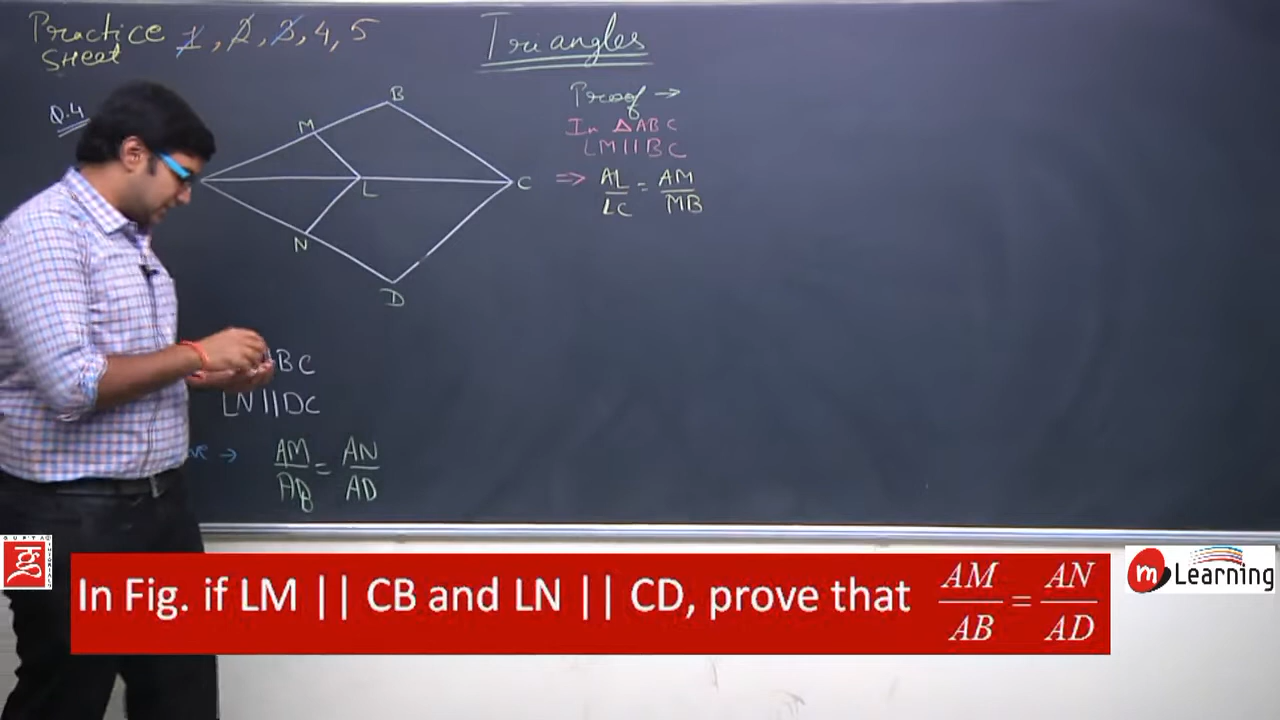 Practice 1, 2, 3, 4, 5
Sheet
Triangles
Q.4
B
M
L
C
N
D
Proof →
In △ABC
LM||BC
⇒ AL/LC = AM/MB
BC
LN||DC
→ AM/AB = AN/AD
In Fig. if LM || CB and LN || CD, prove that AM/AB = AN/AD
GUPTA
TUTORIALS
m Learning